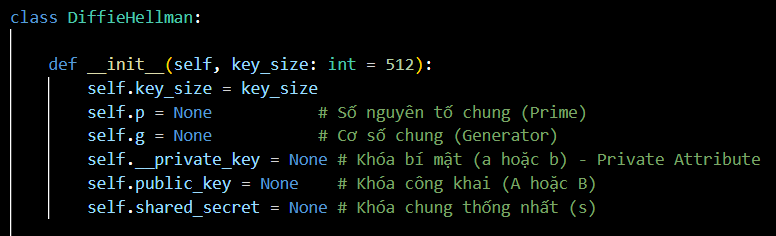 class DiffieHellman:
def __init__(self, key_size: int = 512):
self.key_size = key_size
self.p = None # Số nguyên tố chung (Prime)
self.g = None # Cơ số chung (Generator)
self.__private_key = None # Khóa bí mật (a hoặc b) - Private Attribute
self.public_key = None # Khóa công khai (A hoặc B)
self.shared_secret = None # Khóa chung thống nhất (s)